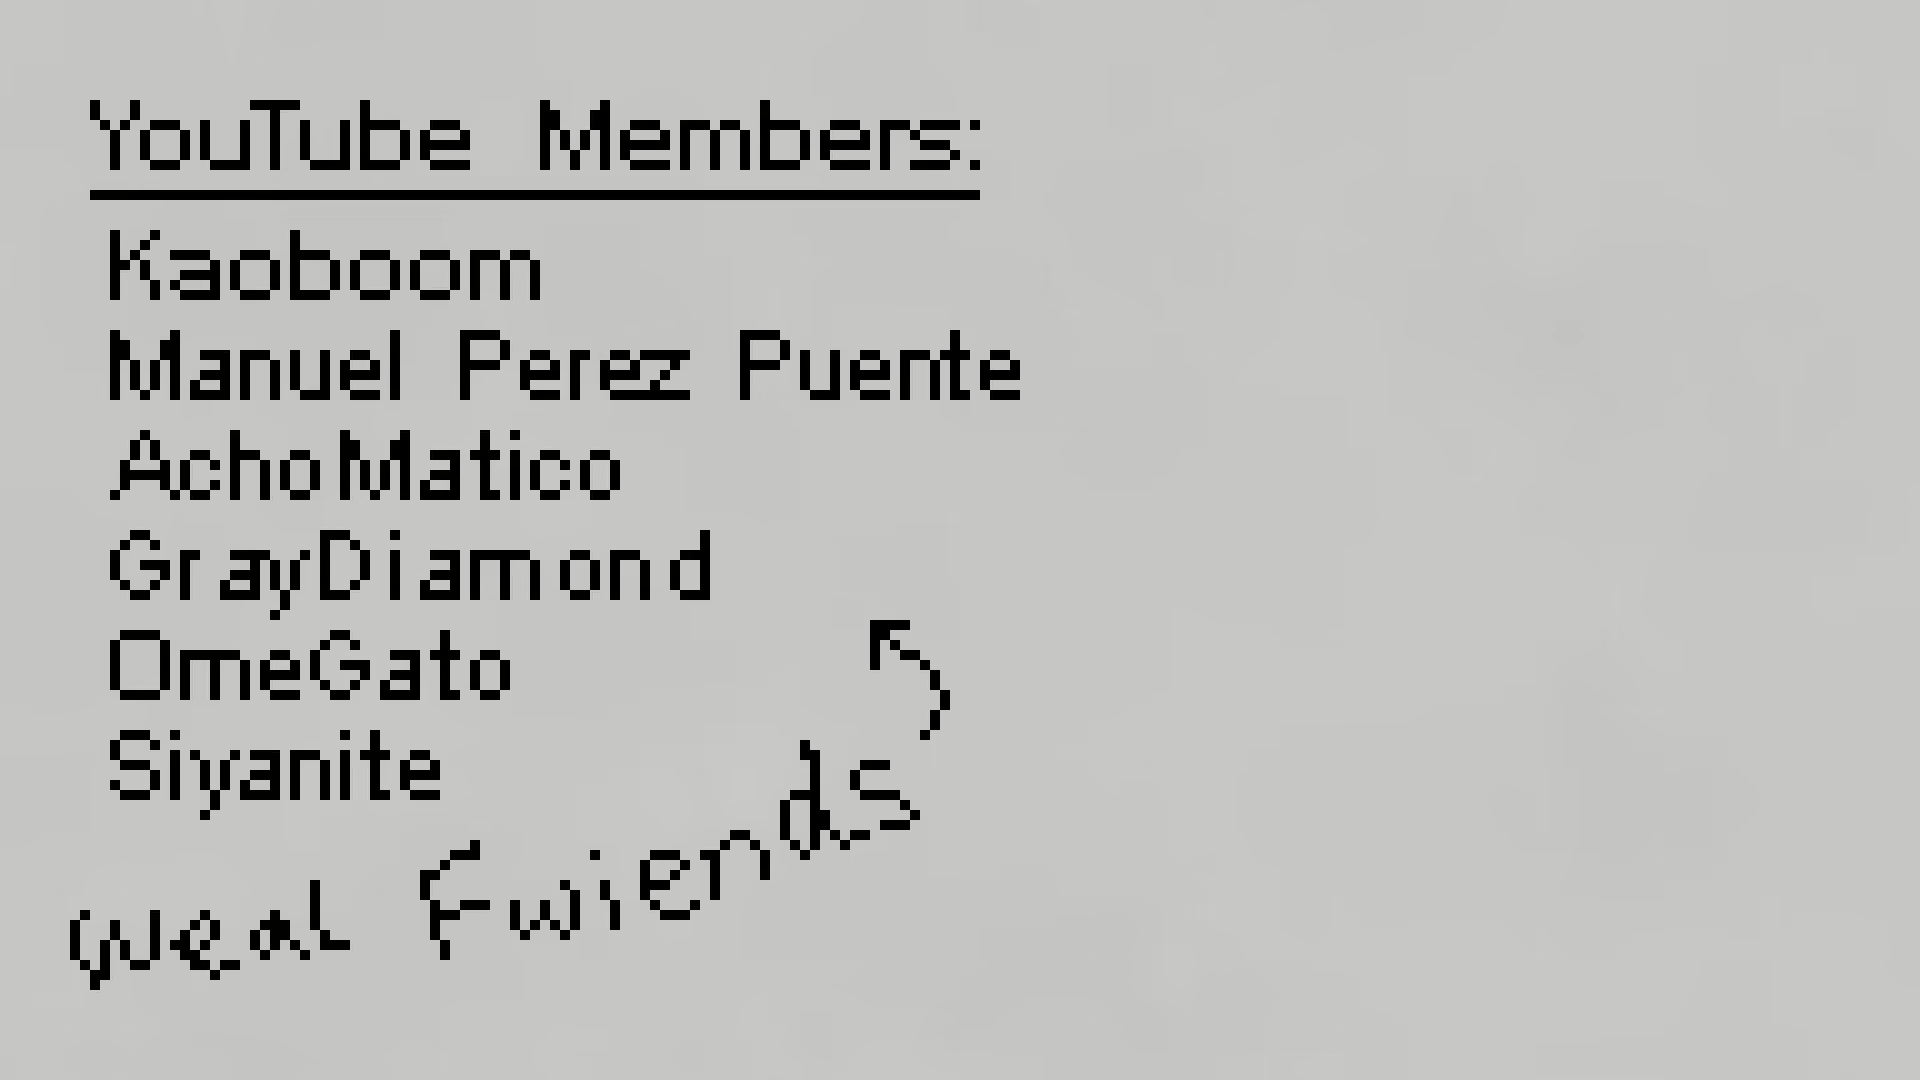 YouTube Members:
Kaoboom
Manuel Perez Puente
AchoMatico
GrayDiamond
OmeGato
Siyanite
weal fwiends